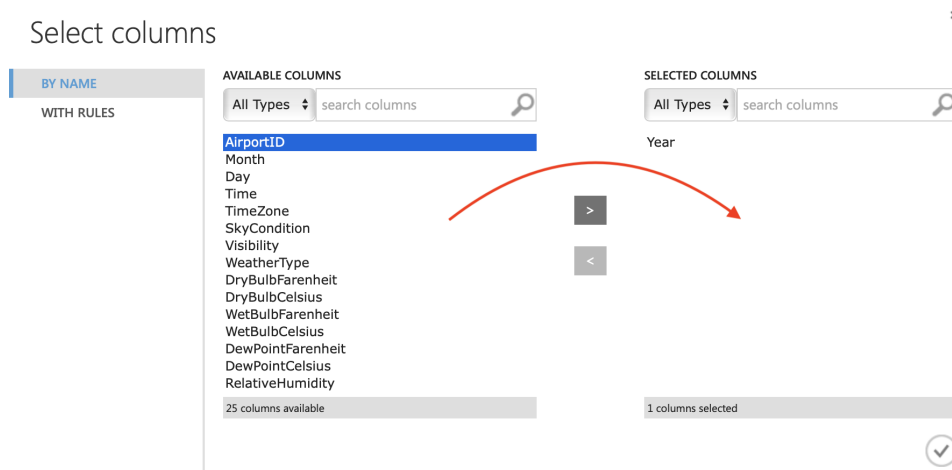 Select columns
BY NAME
WITH RULES
AVAILABLE COLUMNS
All Types
search columns
AirportID
Month
Day
Time
TimeZone
SkyCondition
Visibility
WeatherType
DryBulbFarenheit
DryBulbCelsius
WetBulbFarenheit
WetBulbCelsius
DewPointFarenheit
DewPointCelsius
RelativeHumidity
25 columns available
>
<
SELECTED COLUMNS
All Types
search columns
Year
1 columns selected